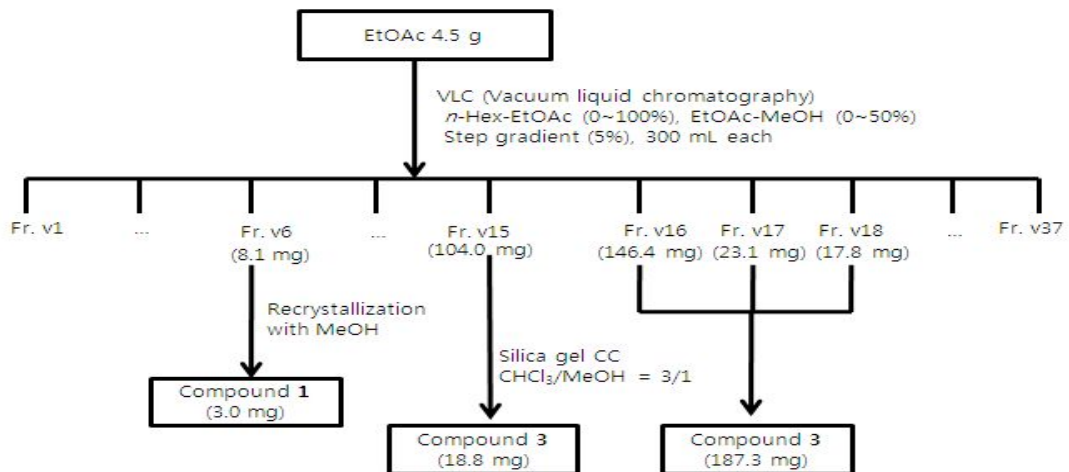 EtOAc 4.5 g
VLC (Vacuum liquid chromatography)
n-Hex-EtOAc (0~100%), EtOAc-MeOH (0~50%)
Step gradient (5%), 300 mL each
Fr. v1
...
Fr. v6
(8.1 mg)
...
Fr. v15
(104.0 mg)
Fr. v16
(146.4 mg)
Fr. v17
(23.1 mg)
Fr. v18
(17.8 mg)
...
Fr. v37
Recrystallization
with MeOH
Silica gel CC
CHCl₃/MeOH = 3/1
Compound 1
(3.0 mg)
Compound 3
(18.8 mg)
Compound 3
(187.3 mg)